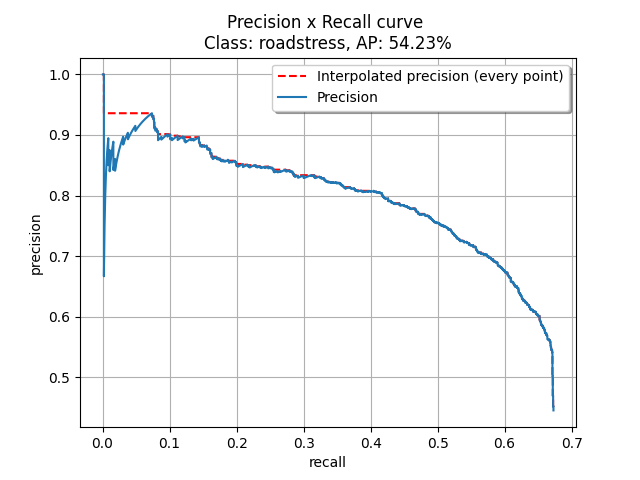 Precision x Recall curve
Class: roadstress, AP: 54.23%
Interpolated precision (every point)
Precision
precision
1.0
0.9
0.8
0.7
0.6
0.5
0.0 0.1 0.2 0.3 0.4 0.5 0.6 0.7
recall